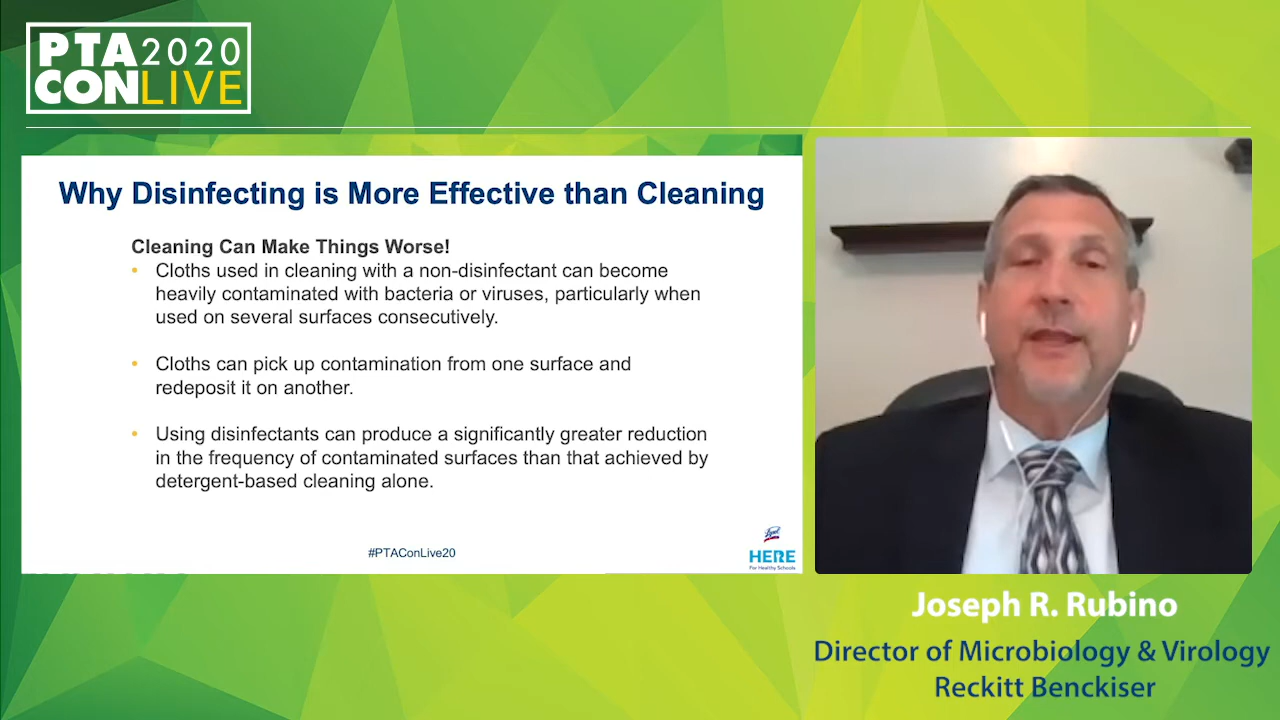 PTA2020
CONLIVE
Why Disinfecting is More Effective than Cleaning
Cleaning Can Make Things Worse!
• Cloths used in cleaning with a non-disinfectant can become
heavily contaminated with bacteria or viruses, particularly when
used on several surfaces consecutively.
• Cloths can pick up contamination from one surface and
redeposit it on another.
• Using disinfectants can produce a significantly greater reduction
in the frequency of contaminated surfaces than that achieved by
detergent-based cleaning alone.
#PTAConLive20
Lysol
HERE
For Healthy Schools
Joseph R. Rubino
Director of Microbiology & Virology
Reckitt Benckiser